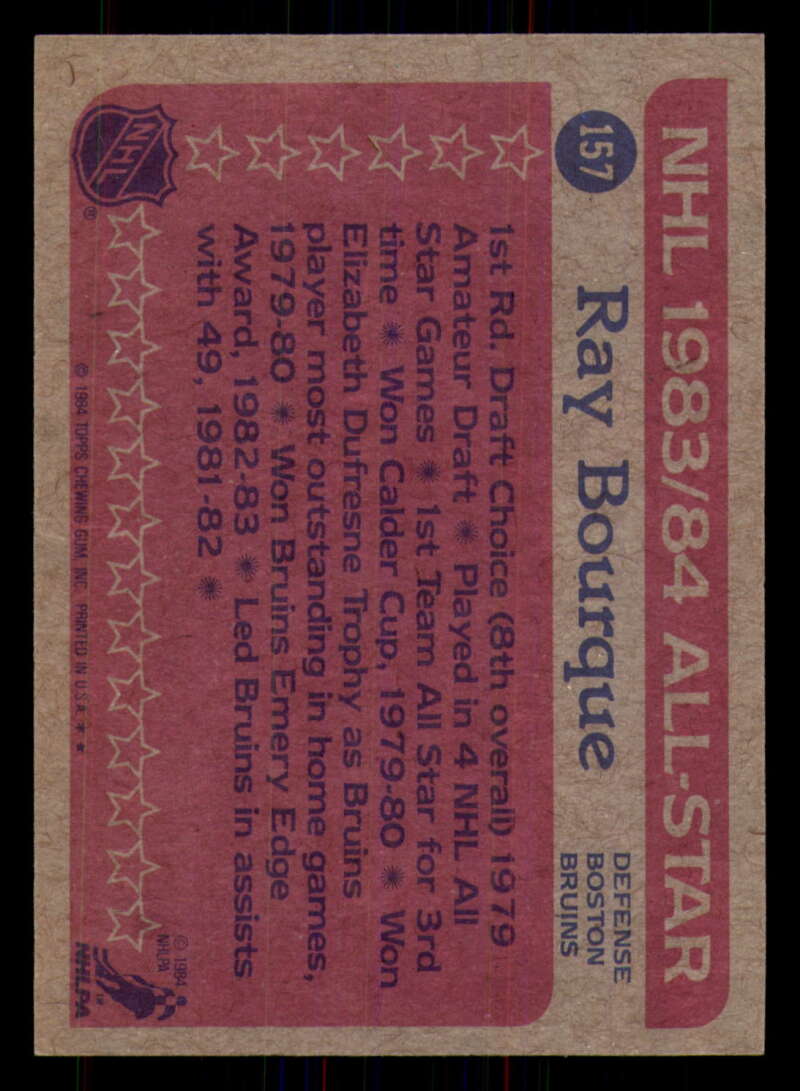 NHL 1983/84 ALL-STAR
157
Ray Bourque
DEFENSE
BOSTON
BRUINS
1st Rd. Draft Choice (8th overall) 1979
Amateur Draft ✷ Played in 4 NHL All
Star Games ✷ 1st Team All Star for 3rd
time ✷ Won Calder Cup, 1979-80 ✷ Won
Elizabeth Dufresne Trophy as Bruins
player most outstanding in home games,
1979-80 ✷ Won Bruins Emery Edge
Award, 1982-83 ✷ Led Bruins in assists
with 49, 1981-82 ✷
NHL
®
© 1984
NHLPA
NHLPA
TM
© 1984 TOPPS CHEWING GUM, INC. PRINTED IN U.S.A. * *